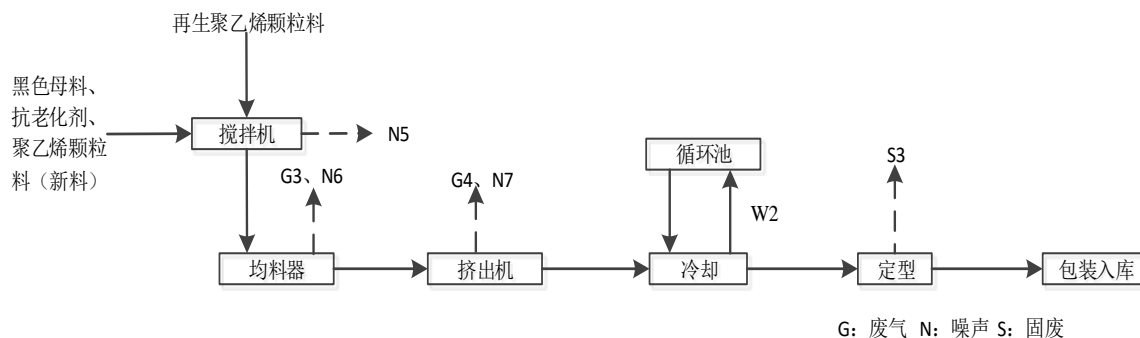 再生聚乙烯颗粒料
黑色母料、
抗老化剂、
聚乙烯颗粒
料（新料）
搅拌机
N5
循环池
S3
G3、N6
G4、N7
W2
均料器
挤出机
冷却
定型
包装入库
G：废气 N：噪声 S：固废